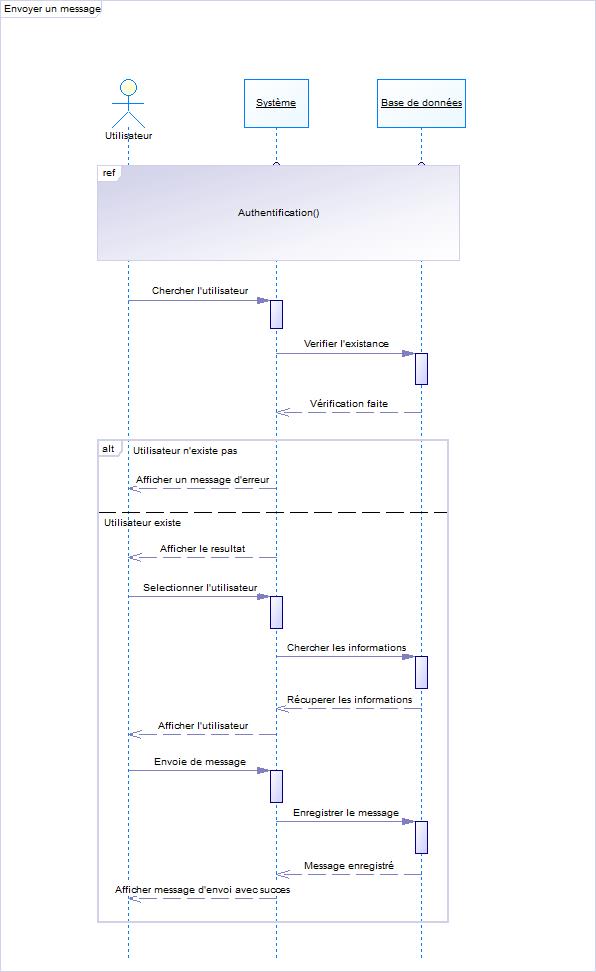 Envoyer un message
Utilisateur
Système
Base de données
ref
Authentification()
Chercher l'utilisateur
Verifier l'existance
Vérification faite
alt
Utilisateur n'existe pas
Afficher un message d'erreur
Utilisateur existe
Afficher le resultat
Selectionner l'utilisateur
Chercher les informations
Récuperer les informations
Afficher l'utilisateur
Envoie de message
Enregistrer le message
Message enregistré
Afficher message d'envoi avec succes